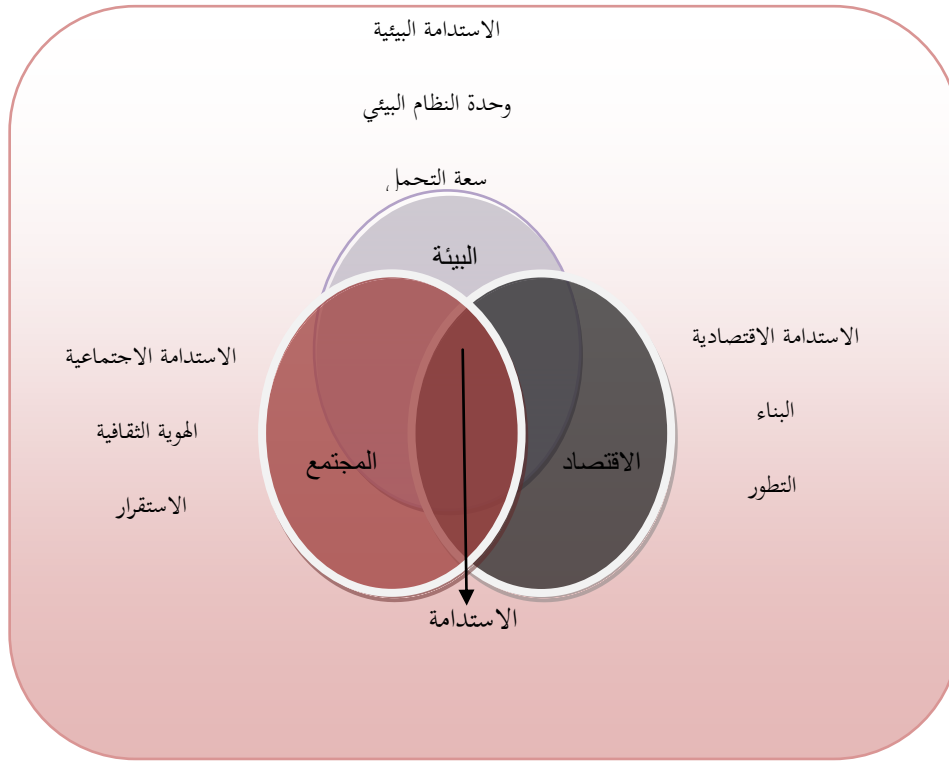 الاستدامة البيئية
وحدة النظام البيئي
سعة التحمل
البيئة
الاستدامة الاقتصادية
البناء
التطور
الاستدامة الاجتماعية
الهوية الثقافية
الاستقرار
الاقتصاد
المجتمع
الاستدامة